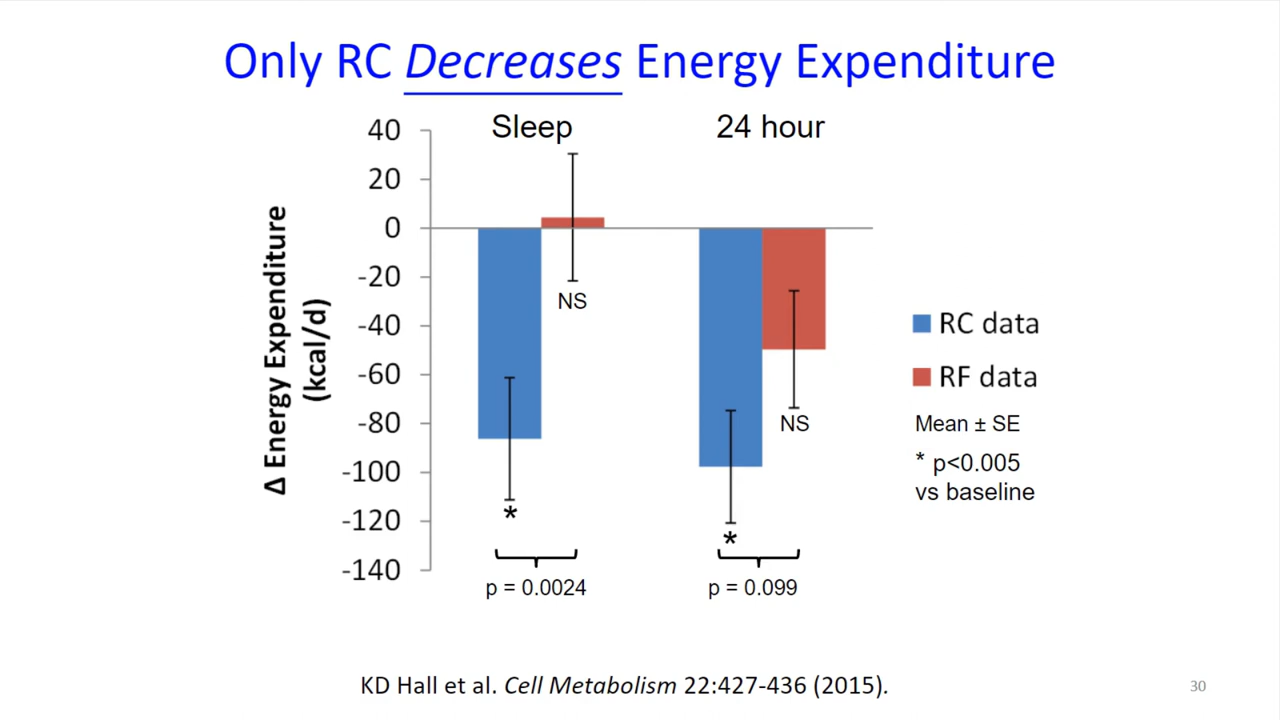 Only RC Decreases Energy Expenditure
Sleep
24 hour
40
20
0
-20
-40
-60
-80
-100
-120
-140
Δ Energy Expenditure
(kcal/d)
NS
NS
*
*
p = 0.0024
p = 0.099
RC data
RF data
Mean ± SE
* p<0.005
vs baseline
KD Hall et al. Cell Metabolism 22:427-436 (2015).
30